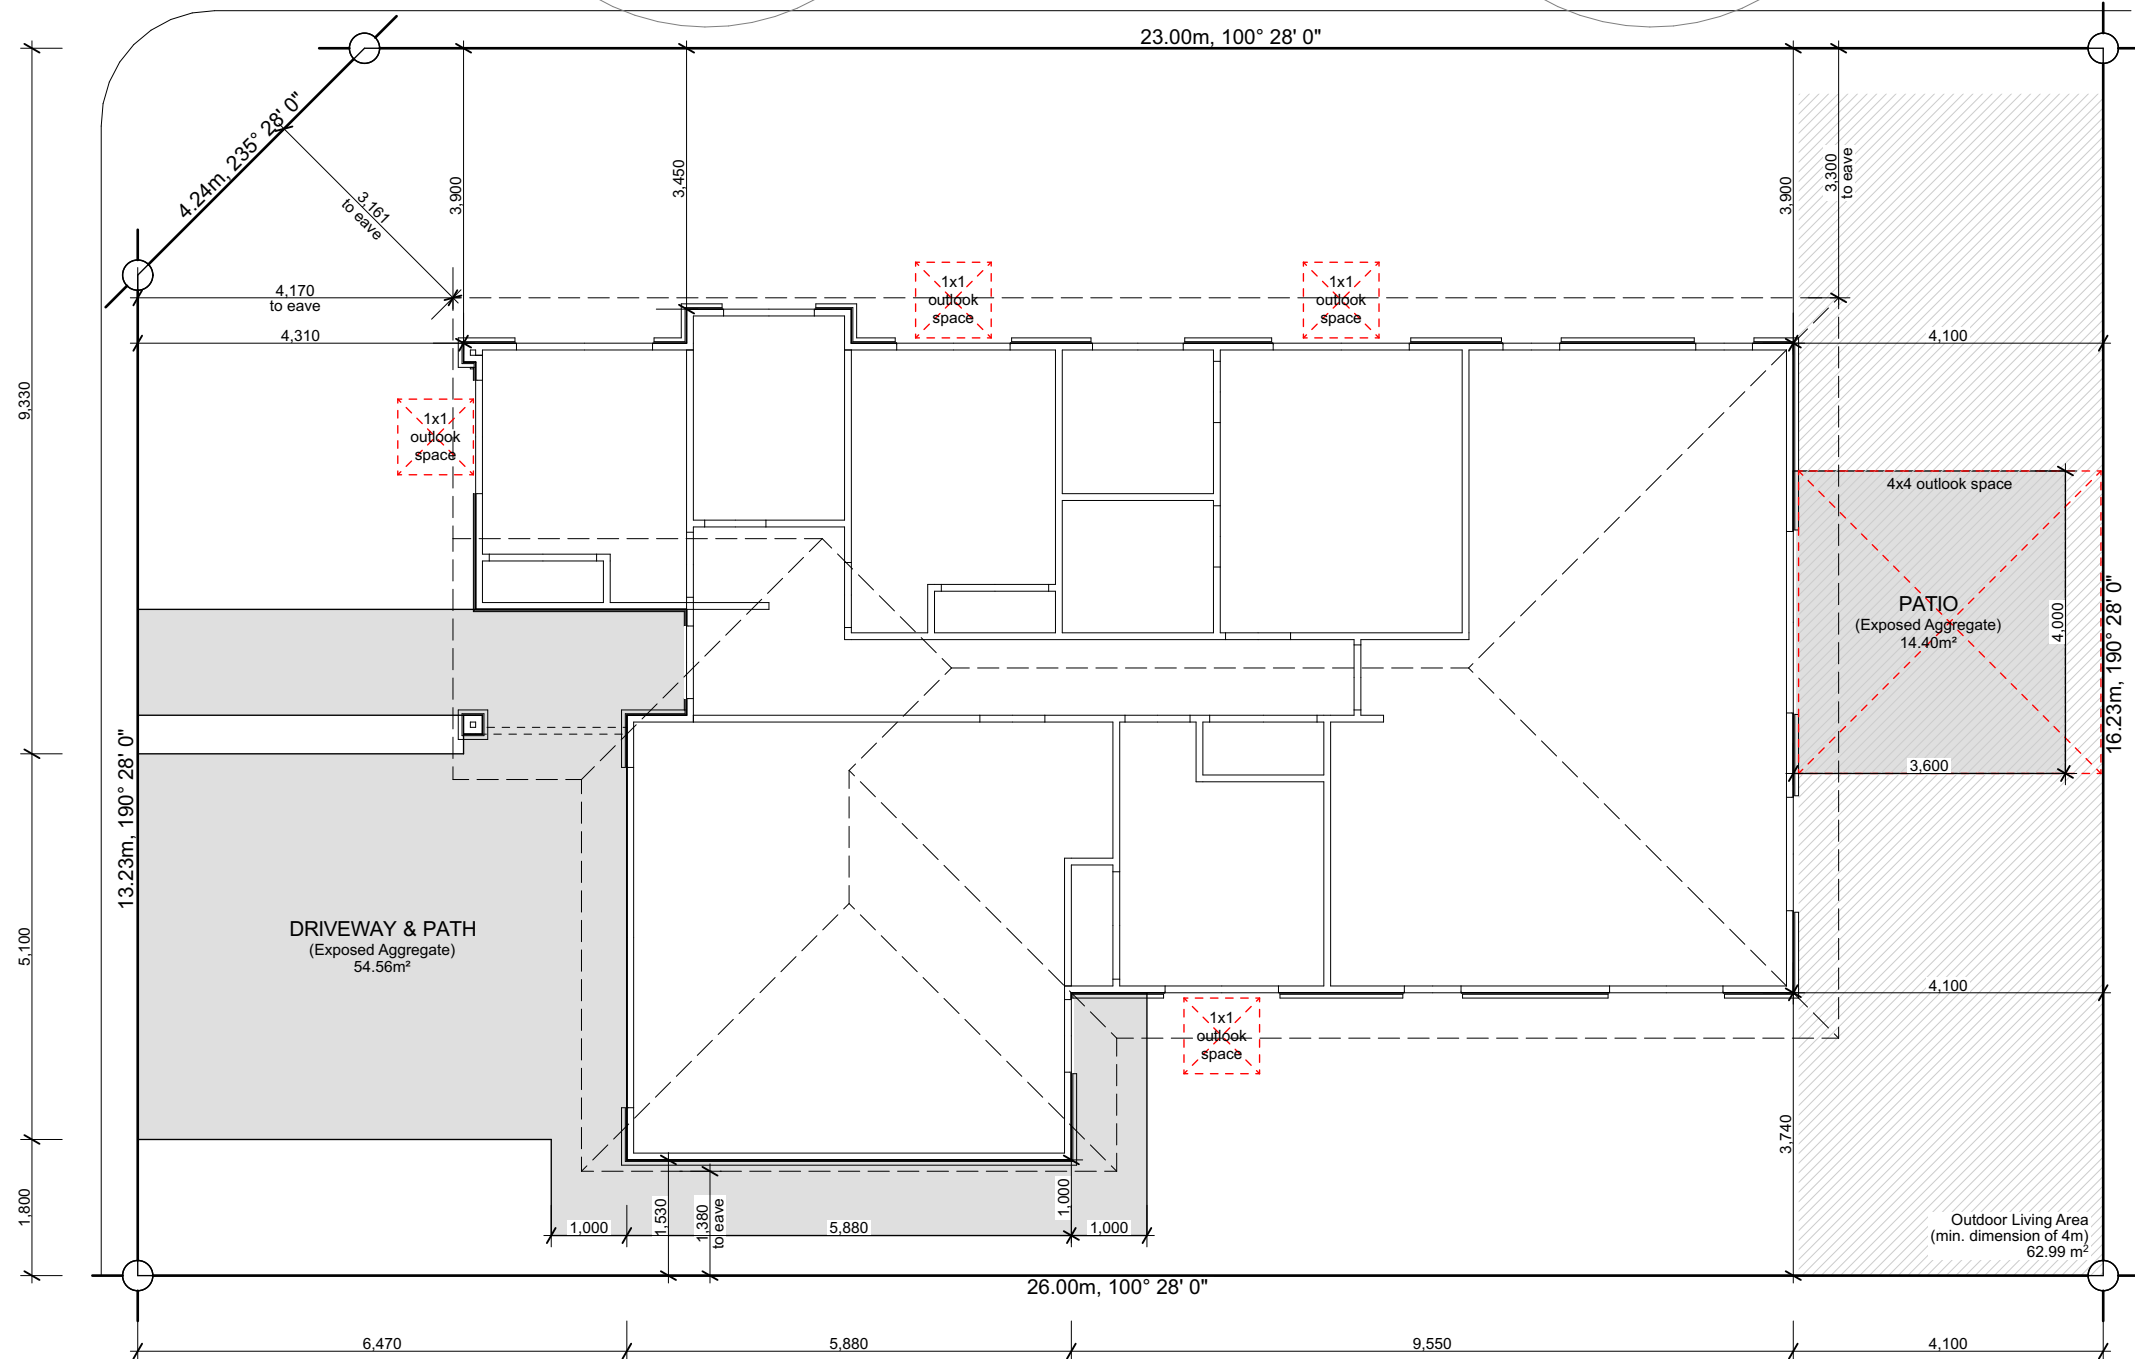 23.00m, 100° 28' 0"
4.24m, 235° 28' 0"
3,161
to eave
3,900
3,450
3,900
3,300
to eave
4,170
to eave
4,310
4,100
1x1
outlook
space
1x1
outlook
space
1x1
outlook
space
9,330
4x4 outlook space
PATIO
(Exposed Aggregate)
14.40m²
4,000
3,600
16.23m, 190° 28' 0"
13.23m, 190° 28' 0"
5,100
DRIVEWAY & PATH
(Exposed Aggregate)
54.56m²
4,100
1x1
outlook
space
3,740
1,800
1,000
1,530
1,380
to eave
5,880
1,000
1,000
Outdoor Living Area
(min. dimension of 4m)
62.99 m²
26.00m, 100° 28' 0"
6,470
5,880
9,550
4,100